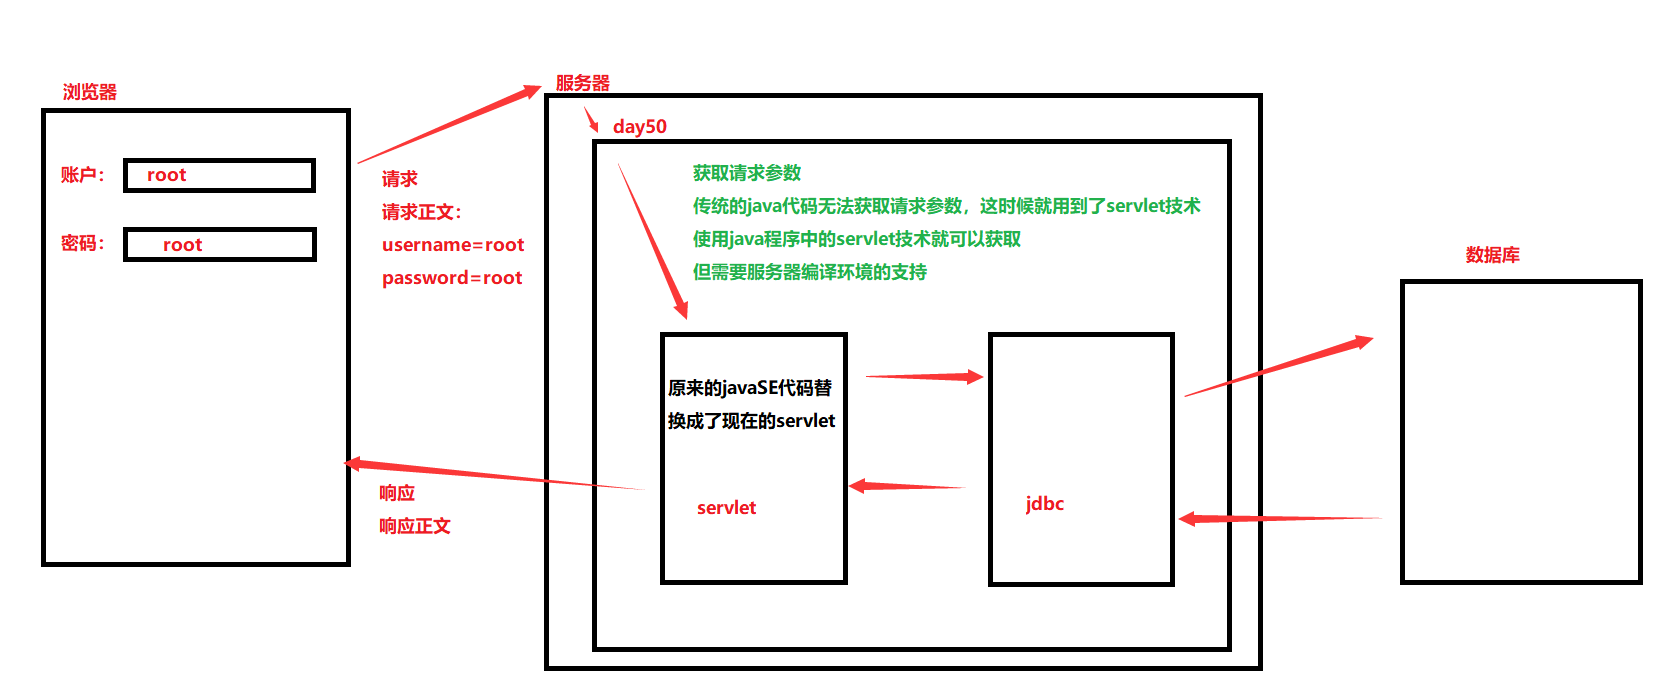 浏览器
账户：
root
密码：
root
请求
请求正文：
username=root
password=root
响应
响应正文
服务器
day50
获取请求参数
传统的java代码无法获取请求参数，这时候就用到了servlet技术
使用java程序中的servlet技术就可以获取
但需要服务器编译环境的支持
原来的javaSE代码替
换成了现在的servlet
servlet
jdbc
数据库